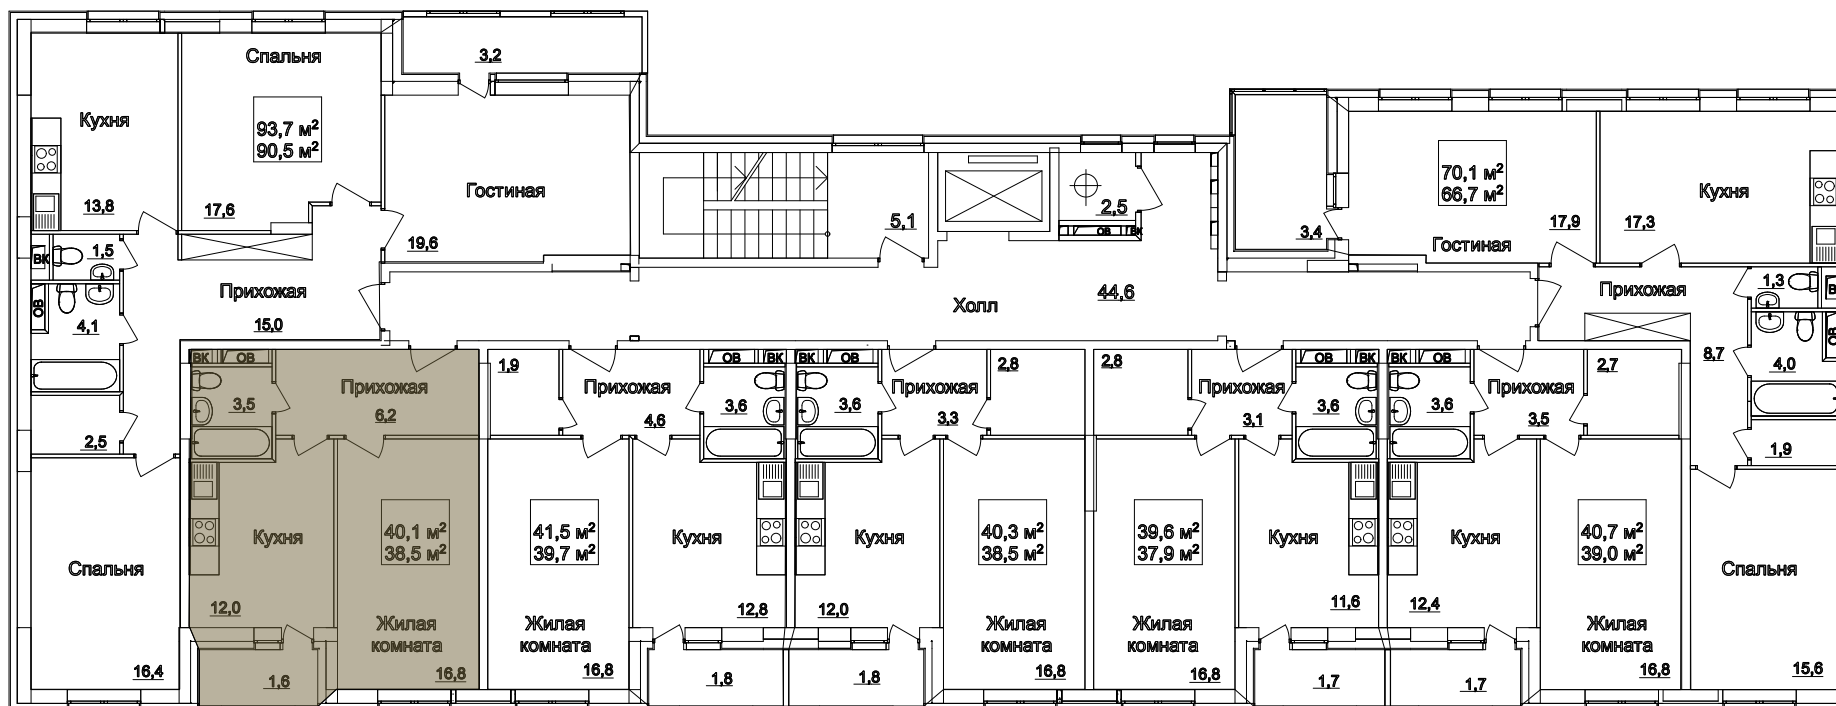 3,2
Спальня
Кухня
93,7 м²
90,5 м²
13,8
17,6
Гостиная
19,6
5,1
2,5
ОВ
ВК
3,4
70,1 м²
66,7 м²
17,9
Гостиная
Кухня
17,3
ВК
1,5
ОВ
4,1
Прихожая
15,0
Холл
44,6
Прихожая
1,3
В
8,7
4,0
1,9
2,5
Спальня
16,4
ВК
ОВ
3,5
Прихожая
6,2
Кухня
12,0
40,1 м²
38,5 м²
Жилая
комната
16,8
1,6
1,9
Прихожая
4,6
ОВ
ВК
3,6
41,5 м²
39,7 м²
Жилая
комната
16,8
Кухня
12,8
1,8
ВК
ОВ
3,6
Прихожая
3,3
2,8
Кухня
12,0
40,3 м²
38,5 м²
Жилая
комната
16,8
1,8
2,8
Прихожая
3,1
ОВ
ВК
3,6
39,6 м²
37,9 м²
Жилая
комната
16,8
Кухня
11,6
1,7
ВК
ОВ
3,6
Прихожая
3,5
2,7
Кухня
12,4
40,7 м²
39,0 м²
Жилая
комната
16,8
1,7
Спальня
15,6